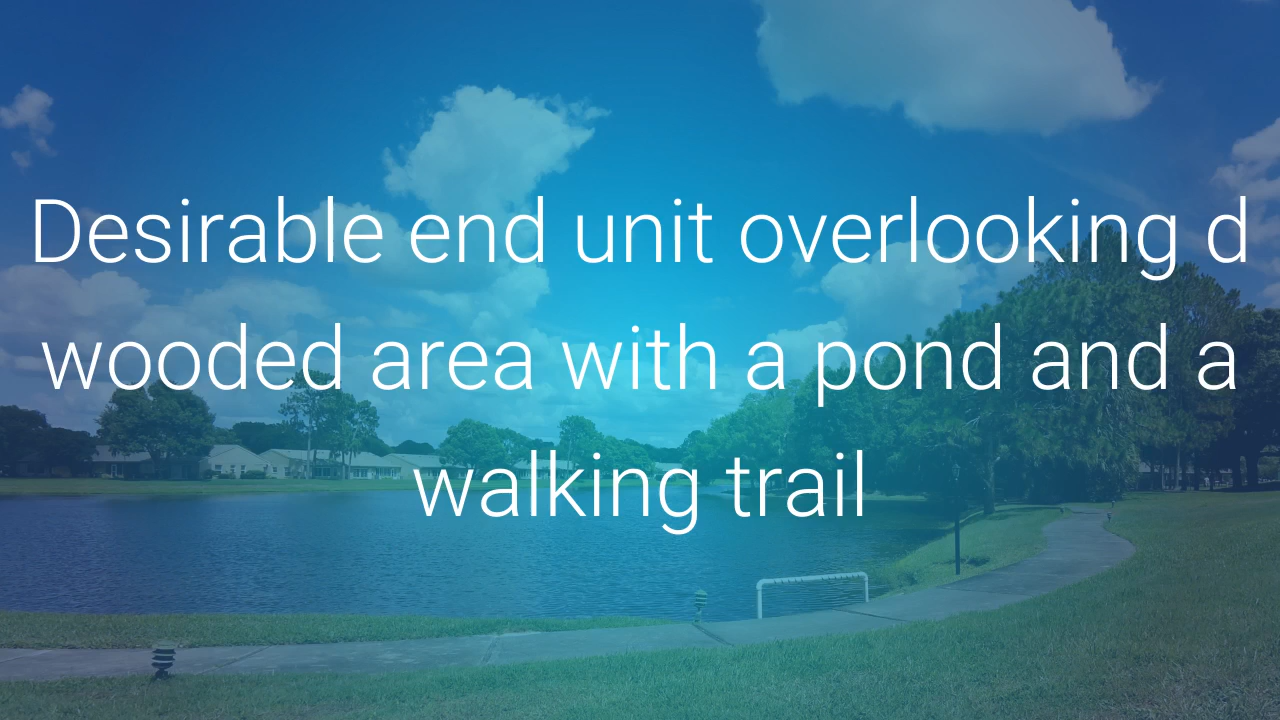 Desirable end unit overlooking d
wooded area with a pond and a
walking trail